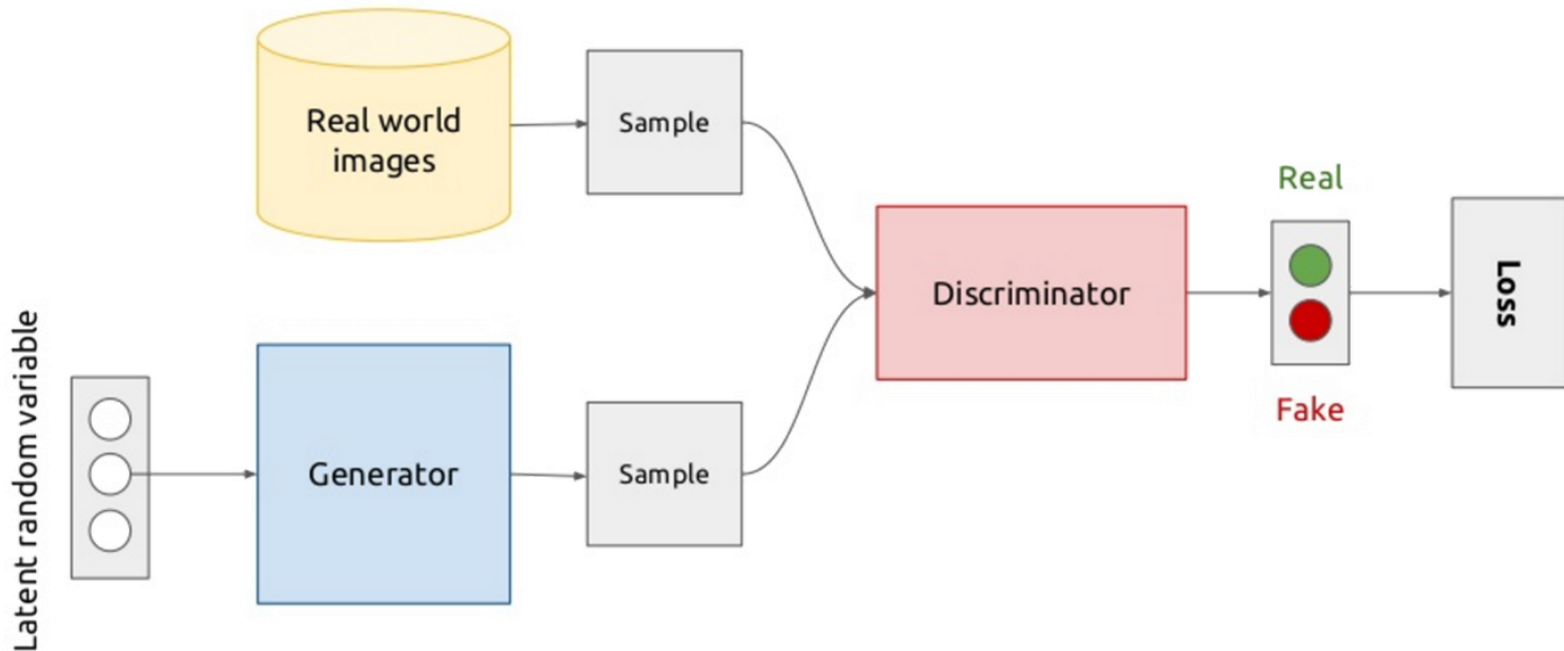 Real world
images
Sample
Real
Discriminator
Loss
Fake
Latent random variable
Generator
Sample